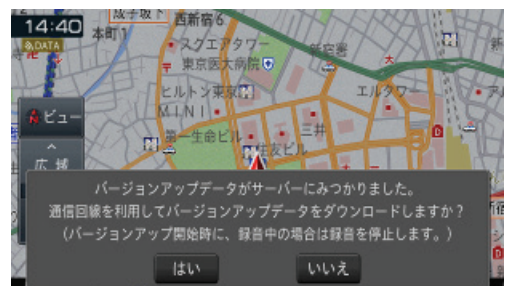 14:40
DATA
成子坂下
西新宿6
本町1
スクエアタワー
新宿署
東京医大病院
ヒルトン東京
エルタワー
MINI
ビュー
第一生命ビル
三井
住友ビル
広域
バージョンアップデータがサーバーにみつかりました。
通信回線を利用してバージョンアップデータをダウンロードしますか？
(バージョンアップ開始時に、録音中の場合は録音を停止します。)
はい
いいえ